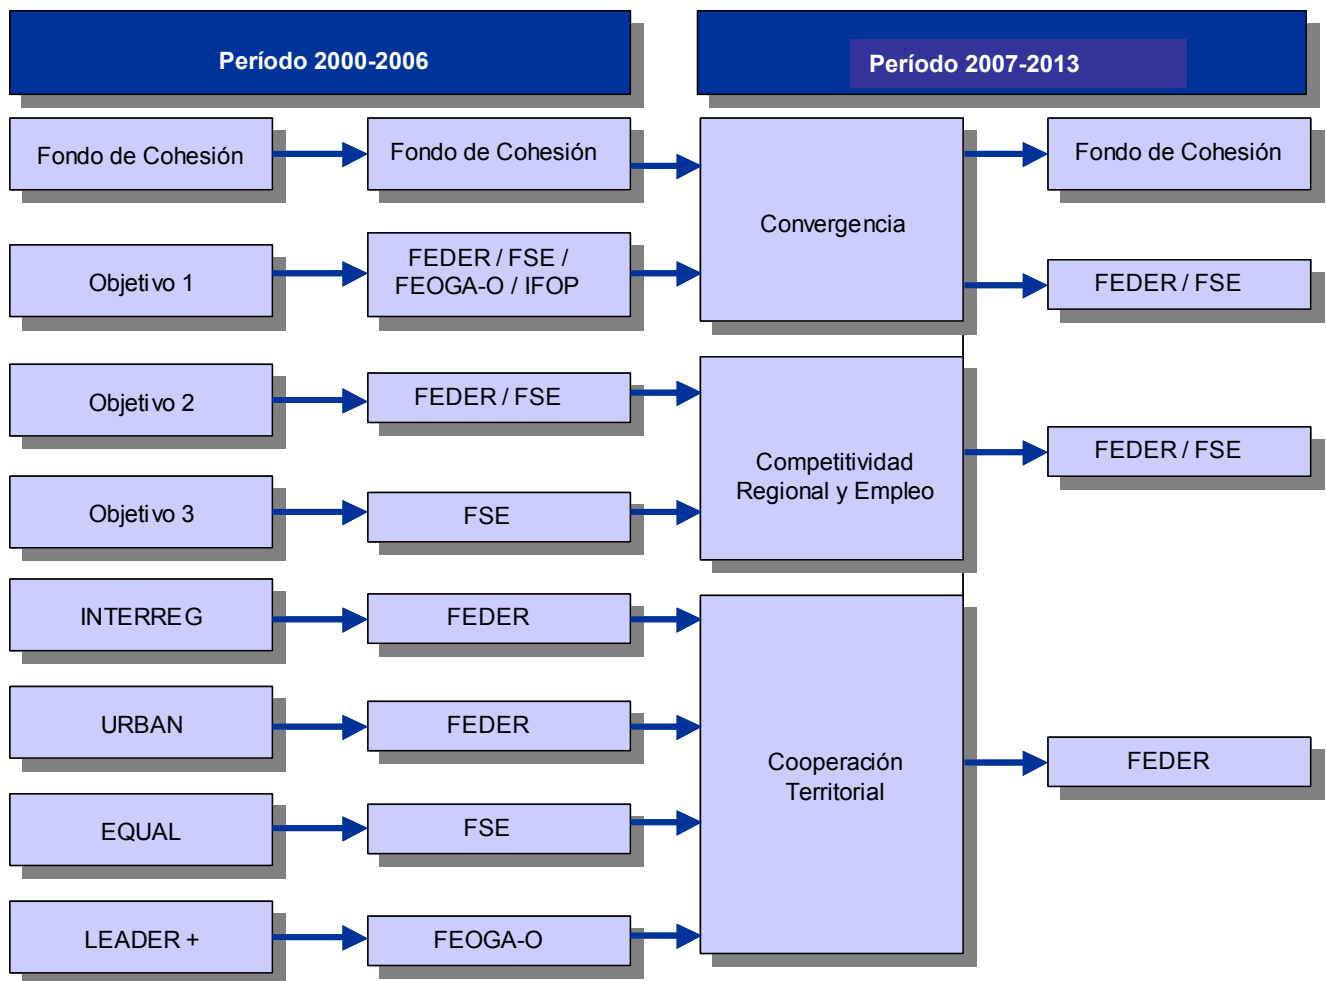 Período 2000-2006
Período 2007-2013
Fondo de Cohesión
Fondo de Cohesión
Fondo de Cohesión
Convergencia
Objetivo 1
FEDER / FSE /
FEOGA-O / IFOP
FEDER / FSE
Objetivo 2
FEDER / FSE
Competitividad
Regional y Empleo
FEDER / FSE
Objetivo 3
FSE
INTERREG
FEDER
URBAN
FEDER
Cooperación
Territorial
FEDER
EQUAL
FSE
LEADER +
FEOGA-O